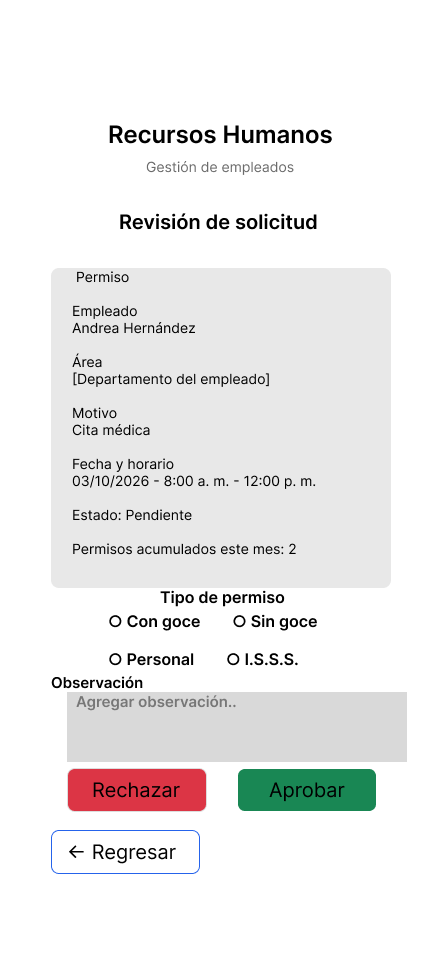 Recursos Humanos
Gestión de empleados
Revisión de solicitud
Permiso
Empleado
Andrea Hernández
Área
[Departamento del empleado]
Motivo
Cita médica
Fecha y horario
03/10/2026 - 8:00 a. m. - 12:00 p. m.
Estado: Pendiente
Permisos acumulados este mes: 2
Tipo de permiso
○ Con goce ○ Sin goce
○ Personal ○ I.S.S.S.
Observación
Agregar observación..
Rechazar Aprobar
← Regresar